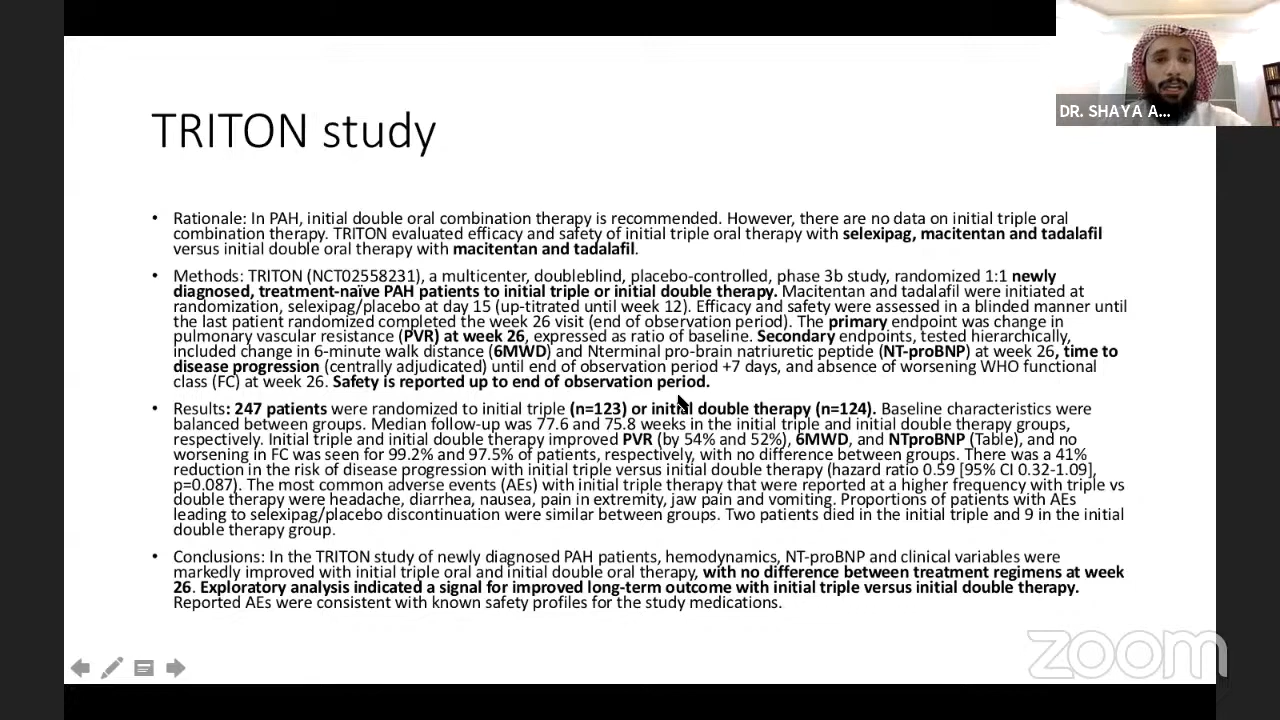 DR. SHAYA A...
TRITON study
• Rationale: In PAH, initial double oral combination therapy is recommended. However, there are no data on initial triple oral
combination therapy. TRITON evaluated efficacy and safety of initial triple oral therapy with selexipag, macitentan and tadalafil
versus initial double oral therapy with macitentan and tadalafil.
• Methods: TRITON (NCT02558231), a multicenter, doubleblind, placebo-controlled, phase 3b study, randomized 1:1 newly
diagnosed, treatment-naïve PAH patients to initial triple or initial double therapy. Macitentan and tadalafil were initiated at
randomization, selexipag/placebo at day 15 (up-titrated until week 12). Efficacy and safety were assessed in a blinded manner until
the last patient randomized completed the week 26 visit (end of observation period). The primary endpoint was change in
pulmonary vascular resistance (PVR) at week 26, expressed as ratio of baseline. Secondary endpoints, tested hierarchically,
included change in 6-minute walk distance (6MWD) and Nterminal pro-brain natriuretic peptide (NT-proBNP) at week 26, time to
disease progression (centrally adjudicated) until end of observation period +7 days, and absence of worsening WHO functional
class (FC) at week 26. Safety is reported up to end of observation period.
• Results: 247 patients were randomized to initial triple (n=123) or initial double therapy (n=124). Baseline characteristics were
balanced between groups. Median follow-up was 77.6 and 75.8 weeks in the initial triple and initial double therapy groups,
respectively. Initial triple and initial double therapy improved PVR (by 54% and 52%), 6MWD, and NTproBNP (Table), and no
worsening in FC was seen for 99.2% and 97.5% of patients, respectively, with no difference between groups. There was a 41%
reduction in the risk of disease progression with initial triple versus initial double therapy (hazard ratio 0.59 [95% CI 0.32-1.09],
p=0.087). The most common adverse events (AEs) with initial triple therapy that were reported at a higher frequency with triple vs
double therapy were headache, diarrhea, nausea, pain in extremity, jaw pain and vomiting. Proportions of patients with AEs
leading to selexipag/placebo discontinuation were similar between groups. Two patients died in the initial triple and 9 in the initial
double therapy group.
• Conclusions: In the TRITON study of newly diagnosed PAH patients, hemodynamics, NT-proBNP and clinical variables were
markedly improved with initial triple oral and initial double oral therapy, with no difference between treatment regimens at week
26. Exploratory analysis indicated a signal for improved long-term outcome with initial triple versus initial double therapy.
Reported AEs were consistent with known safety profiles for the study medications.
zoom